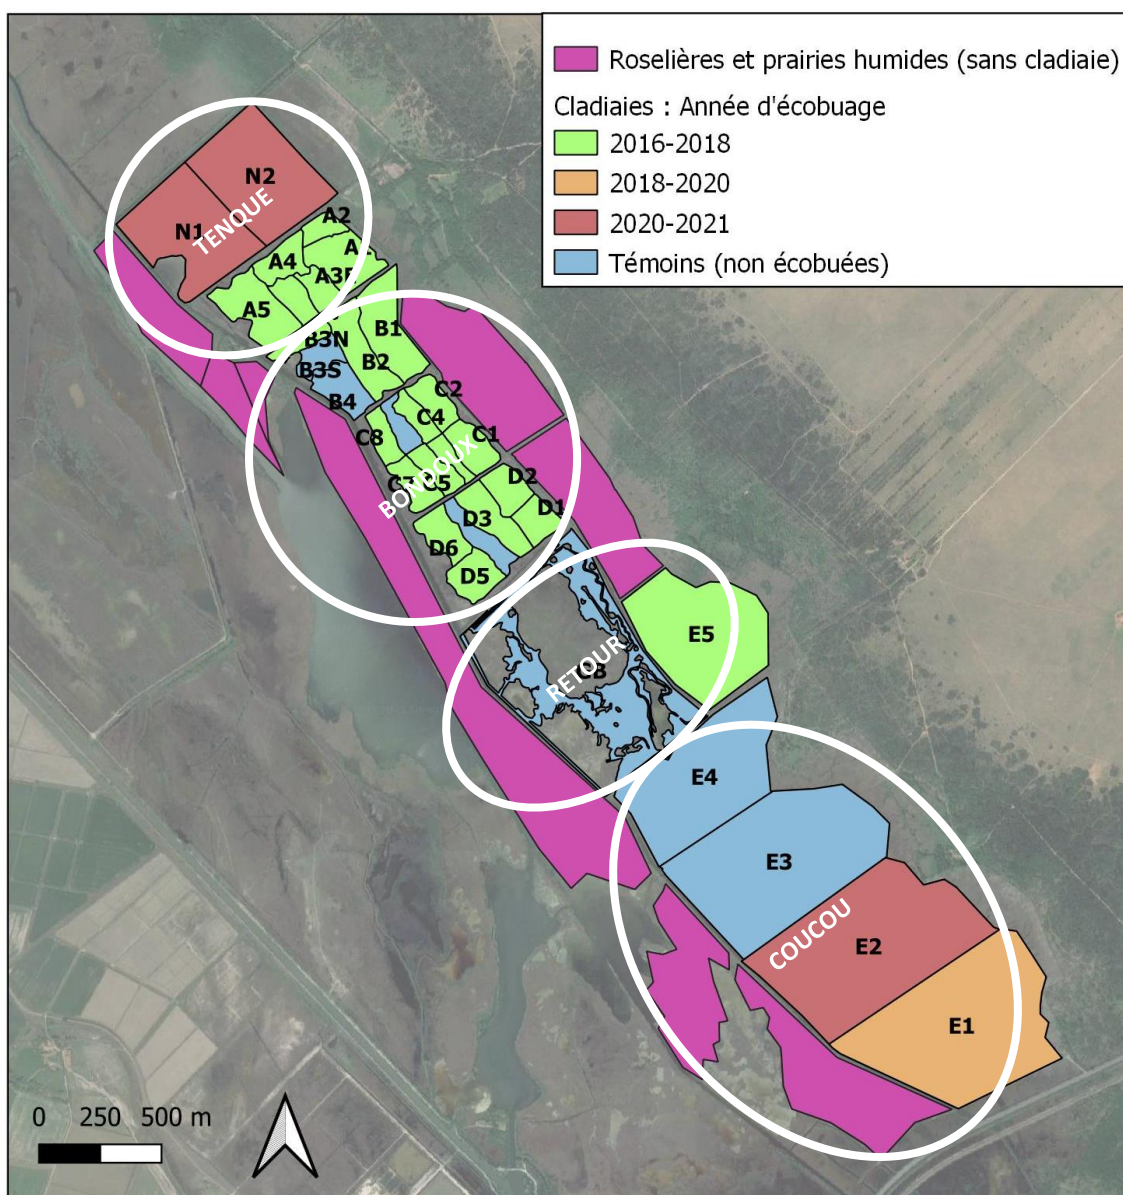 Roselières et prairies humides (sans cladiaie)
Cladiaies : Année d'écobuage
2016-2018
2018-2020
2020-2021
Témoins (non écobuées)
N2
N1
TENQUE
A2
A4
A5
B1
B3N
B2
B3S
B4
C2
C4
C8
C1
C5
BONDOUX
D2
D1
D3
D6
D5
E5
RETOUR
E4
E3
COUCOU
E2
E1
0 250 500 m